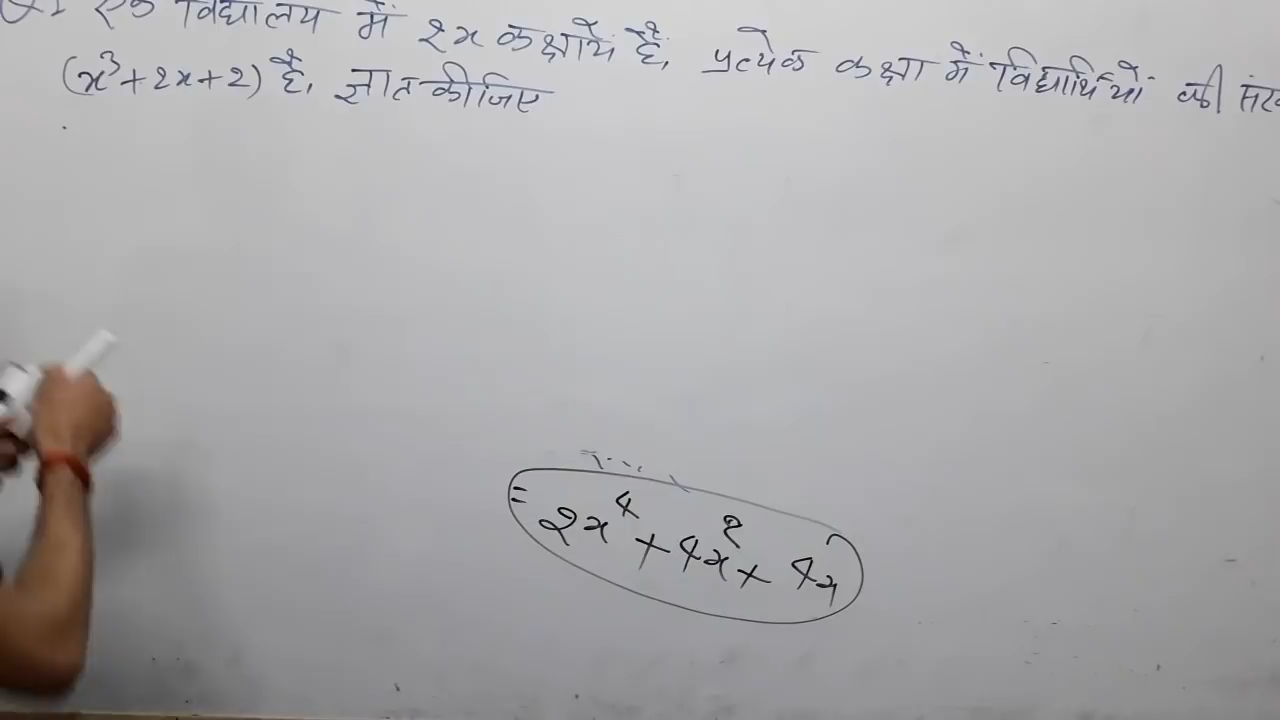 एक विद्यालय में 2x कक्षायें हैं, प्रत्येक कक्षा में विद्यार्थियों की
(x³+2x+2) है, ज्ञात कीजिए
= 2x⁴ + 4x² + 4x